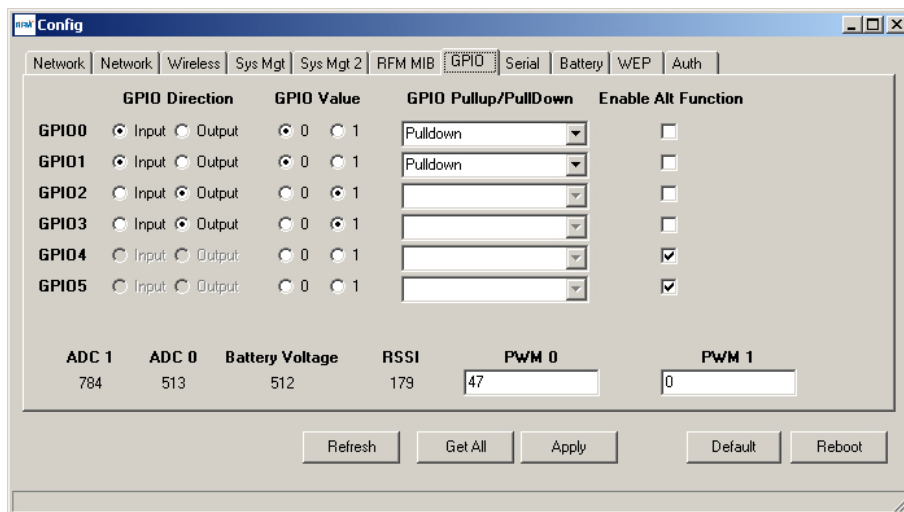 RFM Config
Network Network Wireless Sys Mgt Sys Mgt 2 RFM MIB GPIO Serial Battery WEP Auth
GPIO Direction GPIO Value GPIO Pullup/PullDown Enable Alt Function
GPIO0 Input Output 0 1 Pulldown
GPIO1 Input Output 0 1 Pulldown
GPIO2 Input Output 0 1
GPIO3 Input Output 0 1
GPIO4 Input Output 0 1
GPIO5 Input Output 0 1
ADC 1 ADC 0 Battery Voltage RSSI PWM 0 PWM 1
784 513 512 179 47 0
Refresh Get All Apply Default Reboot